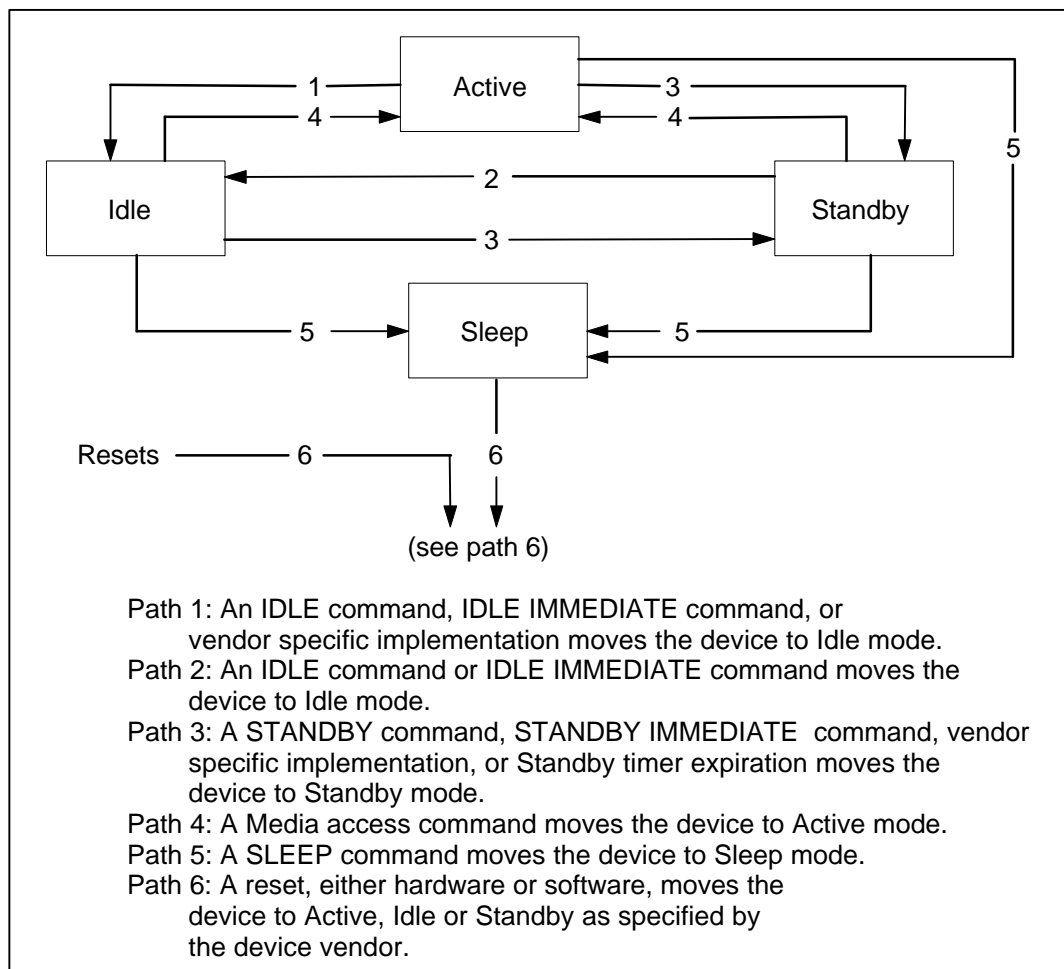 Active
1
3
4
4
5
2
Idle
Standby
3
5
Sleep
5
Resets
6
6
(see path 6)
Path 1: An IDLE command, IDLE IMMEDIATE command, or
vendor specific implementation moves the device to Idle mode.
Path 2: An IDLE command or IDLE IMMEDIATE command moves the
device to Idle mode.
Path 3: A STANDBY command, STANDBY IMMEDIATE command, vendor
specific implementation, or Standby timer expiration moves the
device to Standby mode.
Path 4: A Media access command moves the device to Active mode.
Path 5: A SLEEP command moves the device to Sleep mode.
Path 6: A reset, either hardware or software, moves the
device to Active, Idle or Standby as specified by
the device vendor.